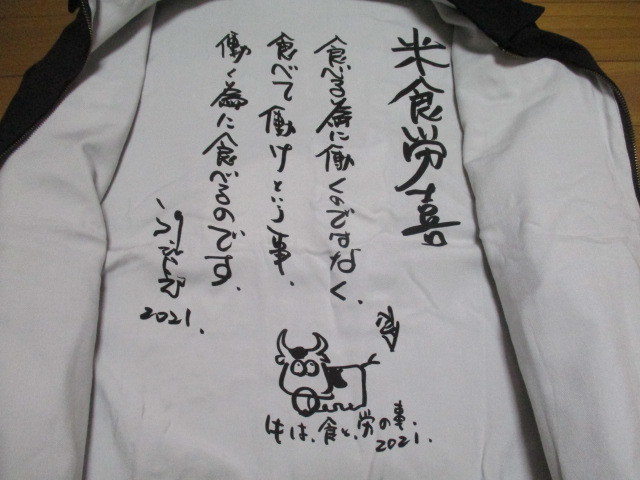 米食労喜
食べる為に働くのではなく、
食べて働けという事、
働く為に食べるのです、
2021.
牛は、食と、労の事、
2021.